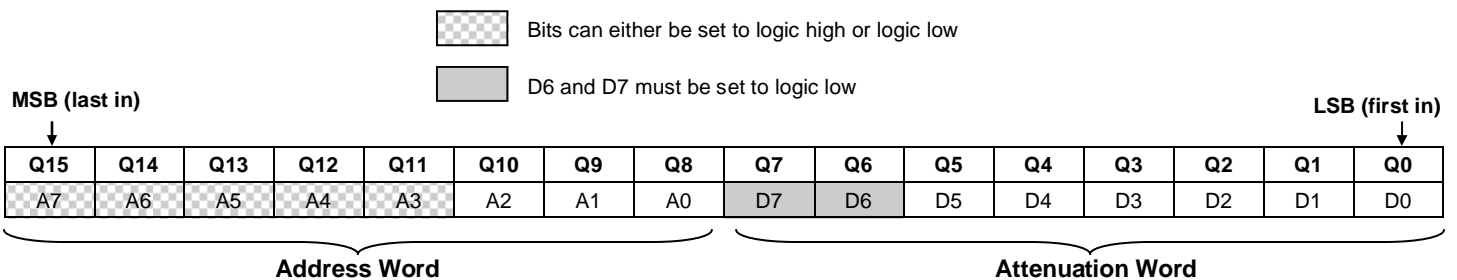 Bits can either be set to logic high or logic low
D6 and D7 must be set to logic low
MSB (last in)
LSB (first in)
Q15 Q14 Q13 Q12 Q11 Q10 Q9 Q8 Q7 Q6 Q5 Q4 Q3 Q2 Q1 Q0
A7 A6 A5 A4 A3 A2 A1 A0 D7 D6 D5 D4 D3 D2 D1 D0
Address Word
Attenuation Word